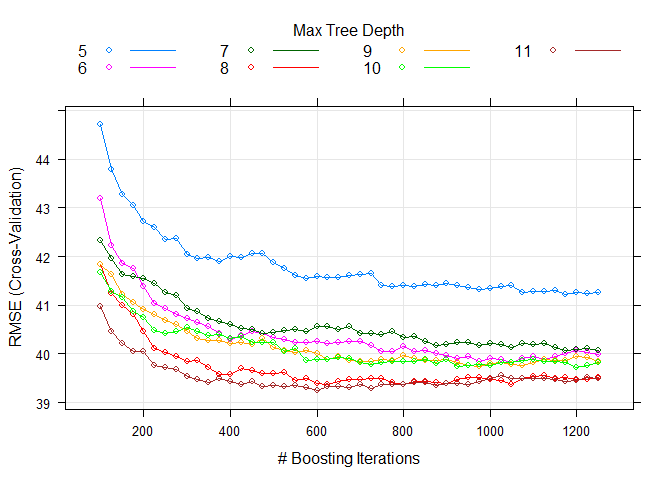 Max Tree Depth
5 7 9 11
6 8 10
44
43
42
41
40
39
RMSE (Cross-Validation)
200 400 600 800 1000 1200
# Boosting Iterations